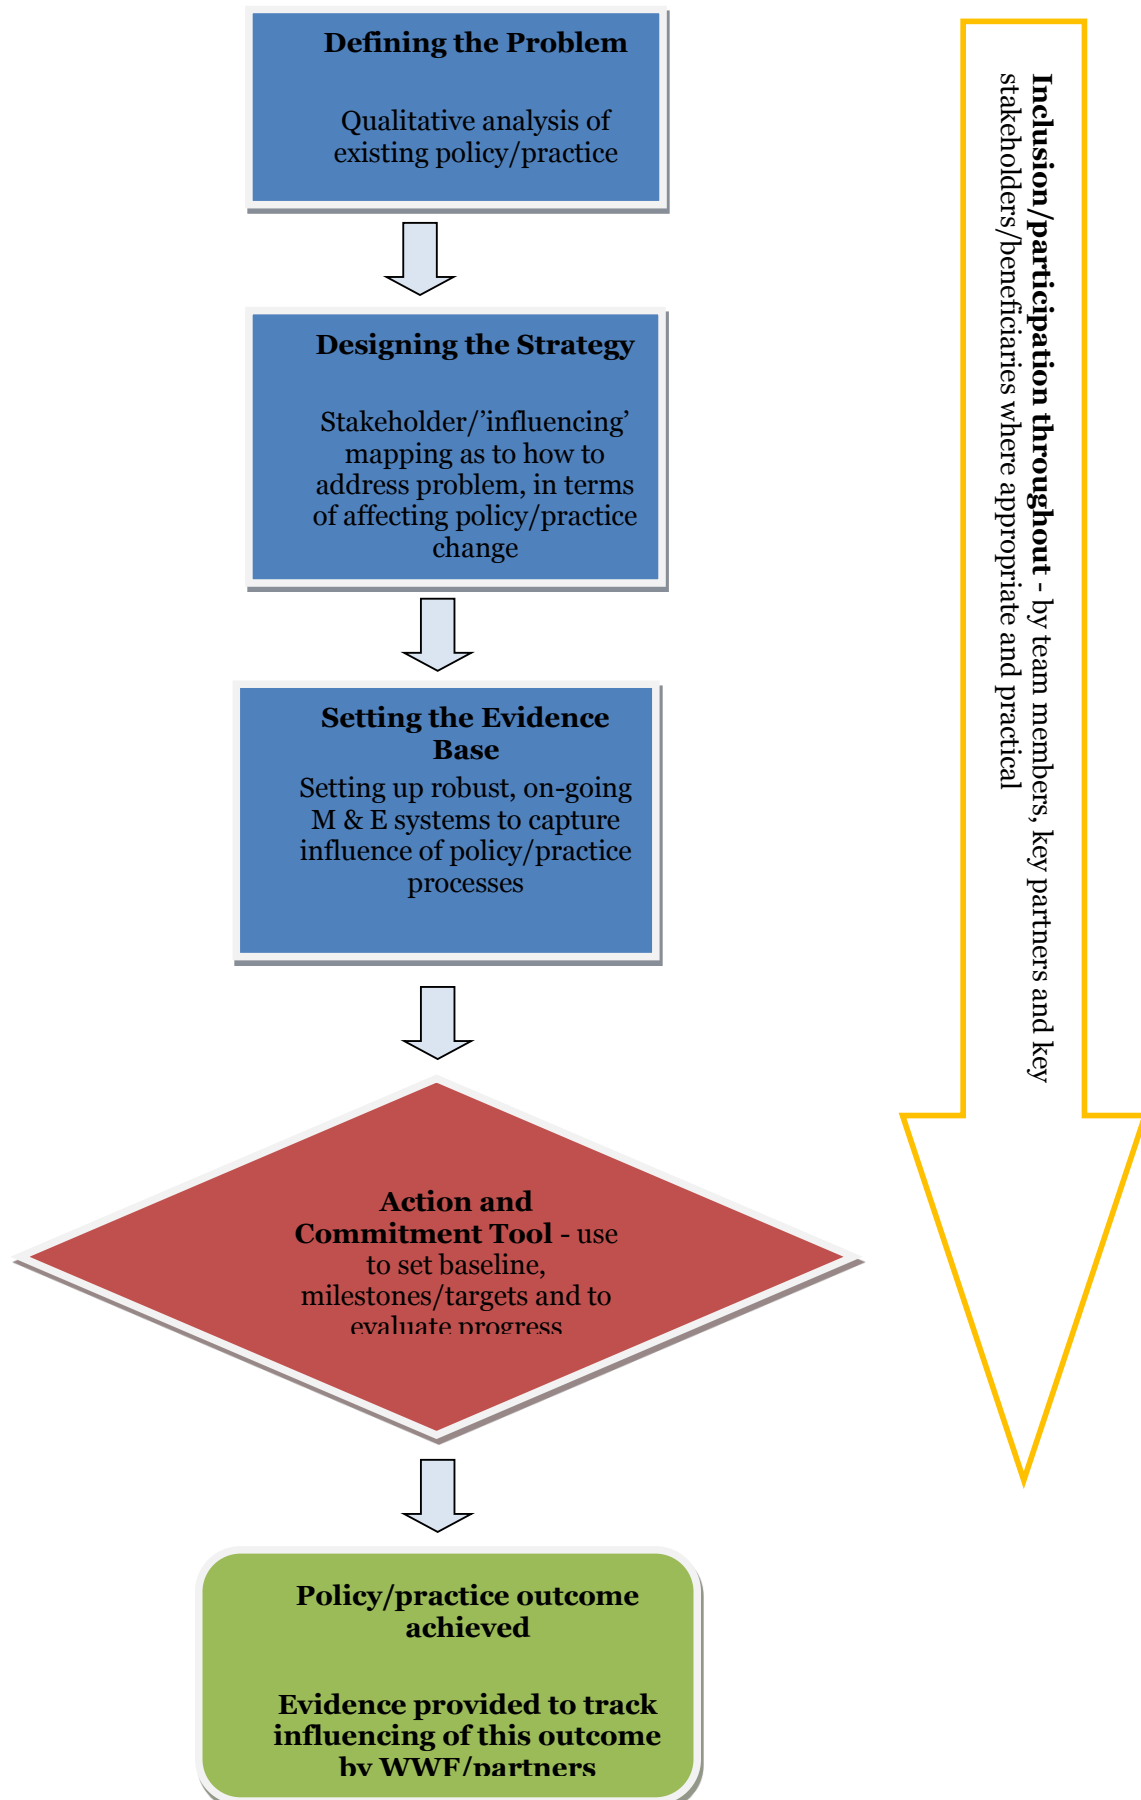 Defining the Problem
Qualitative analysis of
existing policy/practice
Designing the Strategy
Stakeholder/’influencing’
mapping as to how to
address problem, in terms
of affecting policy/practice
change
Setting the Evidence
Base
Setting up robust, on-going
M & E systems to capture
influence of policy/practice
processes
Action and
Commitment Tool - use
to set baseline,
milestones/targets and to
evaluate progress
Policy/practice outcome
achieved
Evidence provided to track
influencing of this outcome
by WWF/partners
Inclusion/participation throughout - by team members, key partners and key
stakeholders/beneficiaries where appropriate and practical